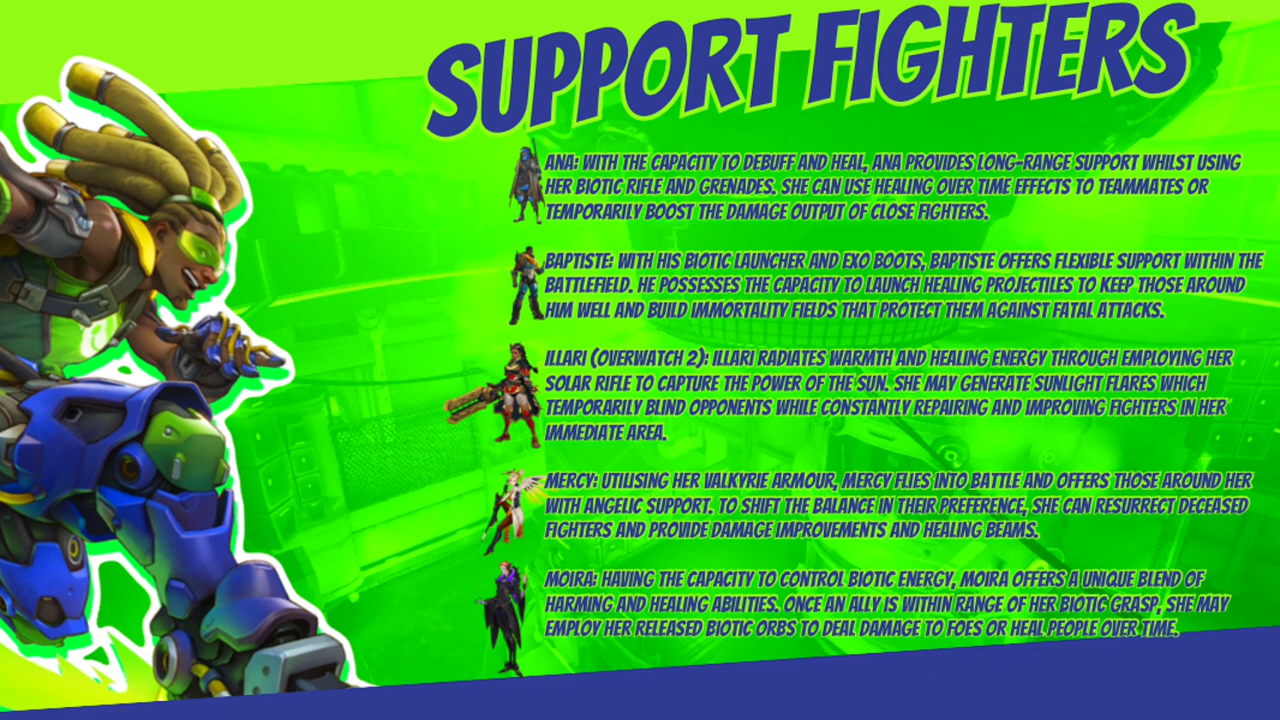 SUPPORT FIGHTERS
ANA: WITH THE CAPACITY TO DEBUFF AND HEAL, ANA PROVIDES LONG-RANGE SUPPORT WHILST USING
HER BIOTIC RIFLE AND GRENADES. SHE CAN USE HEALING OVER TIME EFFECTS TO TEAMMATES OR
TEMPORARILY BOOST THE DAMAGE OUTPUT OF CLOSE FIGHTERS.
BAPTISTE: WITH HIS BIOTIC LAUNCHER AND EXO BOOTS, BAPTISTE OFFERS FLEXIBLE SUPPORT WITHIN THE
BATTLEFIELD. HE POSSESSES THE CAPACITY TO LAUNCH HEALING PROJECTILES TO KEEP THOSE AROUND
HIM WELL AND BUILD IMMORTALITY FIELDS THAT PROTECT THEM AGAINST FATAL ATTACKS.
ILLARI (OVERWATCH 2): ILLARI RADIATES WARMTH AND HEALING ENERGY THROUGH EMPLOYING HER
SOLAR RIFLE TO CAPTURE THE POWER OF THE SUN. SHE MAY GENERATE SUNLIGHT FLARES WHICH
TEMPORARILY BLIND OPPONENTS WHILE CONSTANTLY REPAIRING AND IMPROVING FIGHTERS IN HER
IMMEDIATE AREA.
MERCY: UTILISING HER VALKYRIE ARMOUR, MERCY FLIES INTO BATTLE AND OFFERS THOSE AROUND HER
WITH ANGELIC SUPPORT. TO SHIFT THE BALANCE IN THEIR PREFERENCE, SHE CAN RESURRECT DECEASED
FIGHTERS AND PROVIDE DAMAGE IMPROVEMENTS AND HEALING BEAMS.
MOIRA: HAVING THE CAPACITY TO CONTROL BIOTIC ENERGY, MOIRA OFFERS A UNIQUE BLEND OF
HARMING AND HEALING ABILITIES. ONCE AN ALLY IS WITHIN RANGE OF HER BIOTIC GRASP, SHE MAY
EMPLOY HER RELEASED BIOTIC ORBS TO DEAL DAMAGE TO FOES OR HEAL PEOPLE OVER TIME.